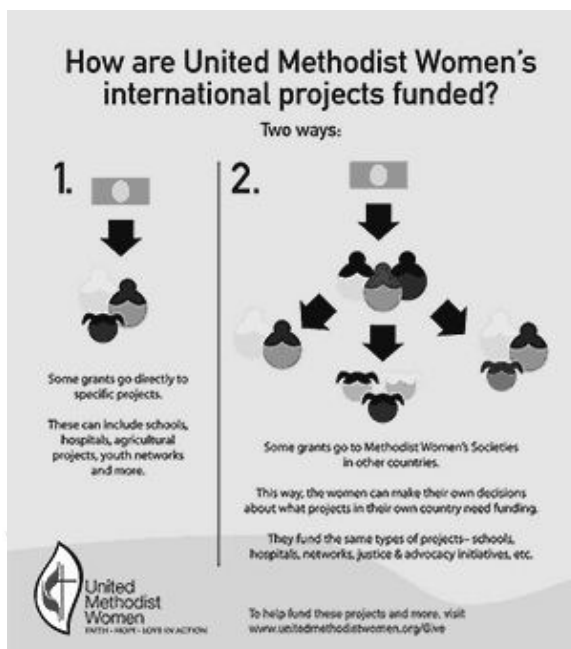 How are United Methodist Women's
international projects funded?
Two ways:
1.
Some grants go directly to
specific projects.
These can include schools,
hospitals, agricultural
projects, youth networks
and more.
2.
Some grants go to Methodist Women's Societies
in other countries.
This way, the women can make their own decisions
about what projects in their own country need funding.
They fund the same types of projects– schools,
hospitals, networks, justice & advocacy initiatives, etc.
United
Methodist
Women
FAITH • HOPE • LOVE IN ACTION
To help fund these projects and more, visit
www.unitedmethodistwomen.org/Give